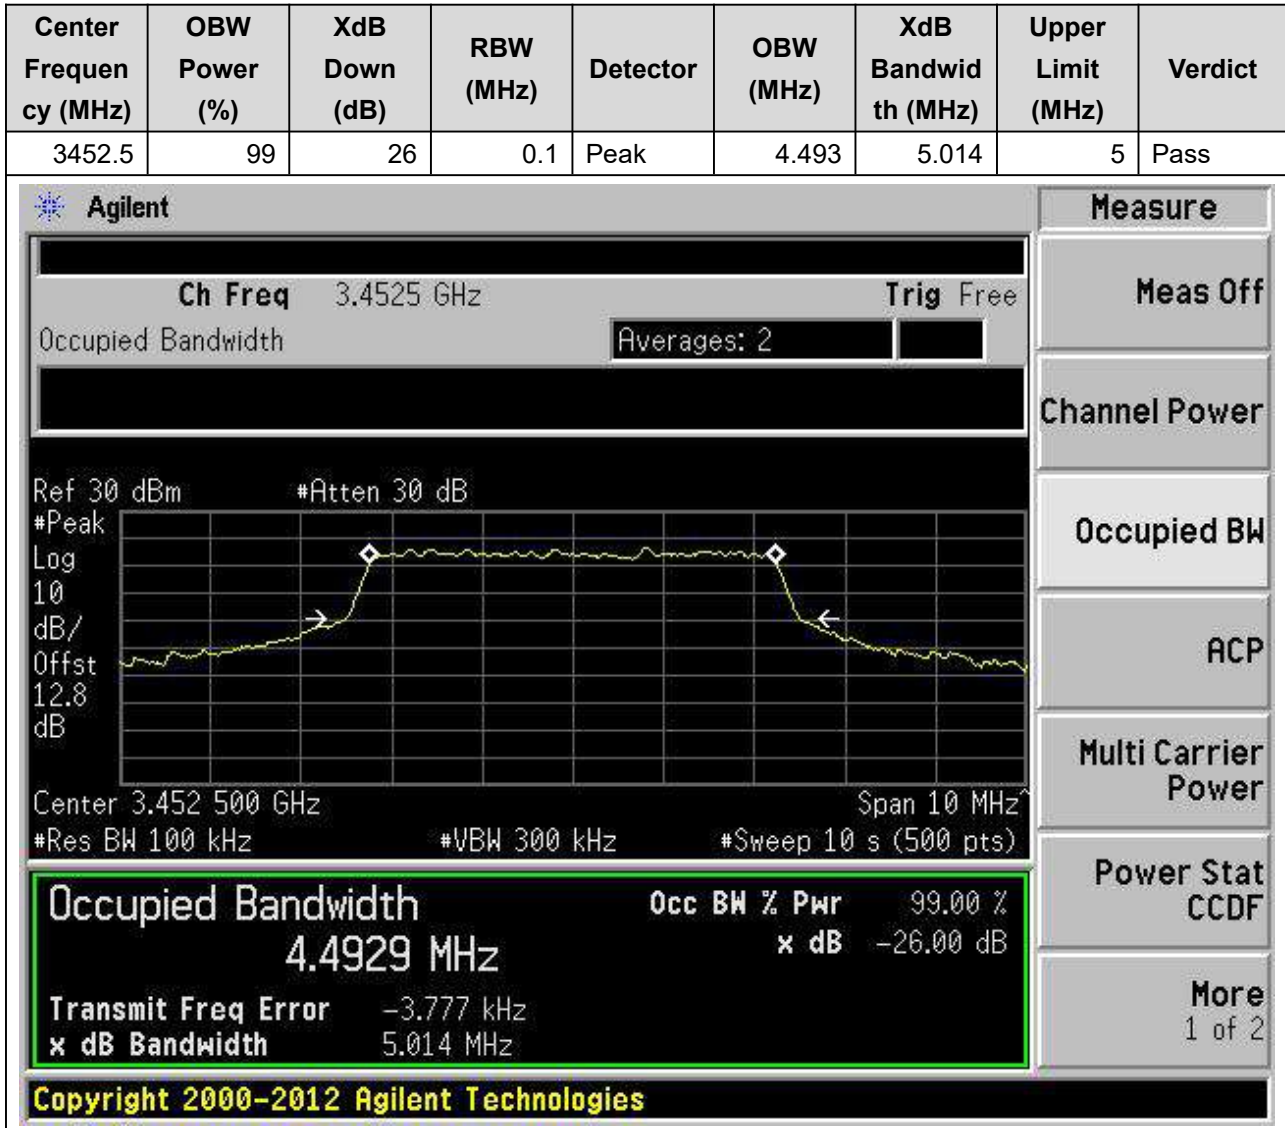 Center Frequen cy (MHz) OBW Power (%) XdB Down (dB) RBW (MHz) Detector OBW (MHz) XdB Bandwid th (MHz) Upper Limit (MHz) Verdict
3452.5 99 26 0.1 Peak 4.493 5.014 5 Pass
Agilent
Measure
Ch Freq 3.4525 GHz Trig Free
Occupied Bandwidth Averages: 2
Ref 30 dBm #Atten 30 dB
#Peak
Log
10
dB/
Offst
12.8
dB
Center 3.452 500 GHz Span 10 MHz^
#Res BW 100 kHz #VBW 300 kHz #Sweep 10 s (500 pts)
Occupied Bandwidth Occ BW % Pwr 99.00 %
4.4929 MHz x dB -26.00 dB
Transmit Freq Error -3.777 kHz
x dB Bandwidth 5.014 MHz
Meas Off
Channel Power
Occupied BW
ACP
Multi Carrier
Power
Power Stat
CCDF
More
1 of 2
Copyright 2000-2012 Agilent Technologies